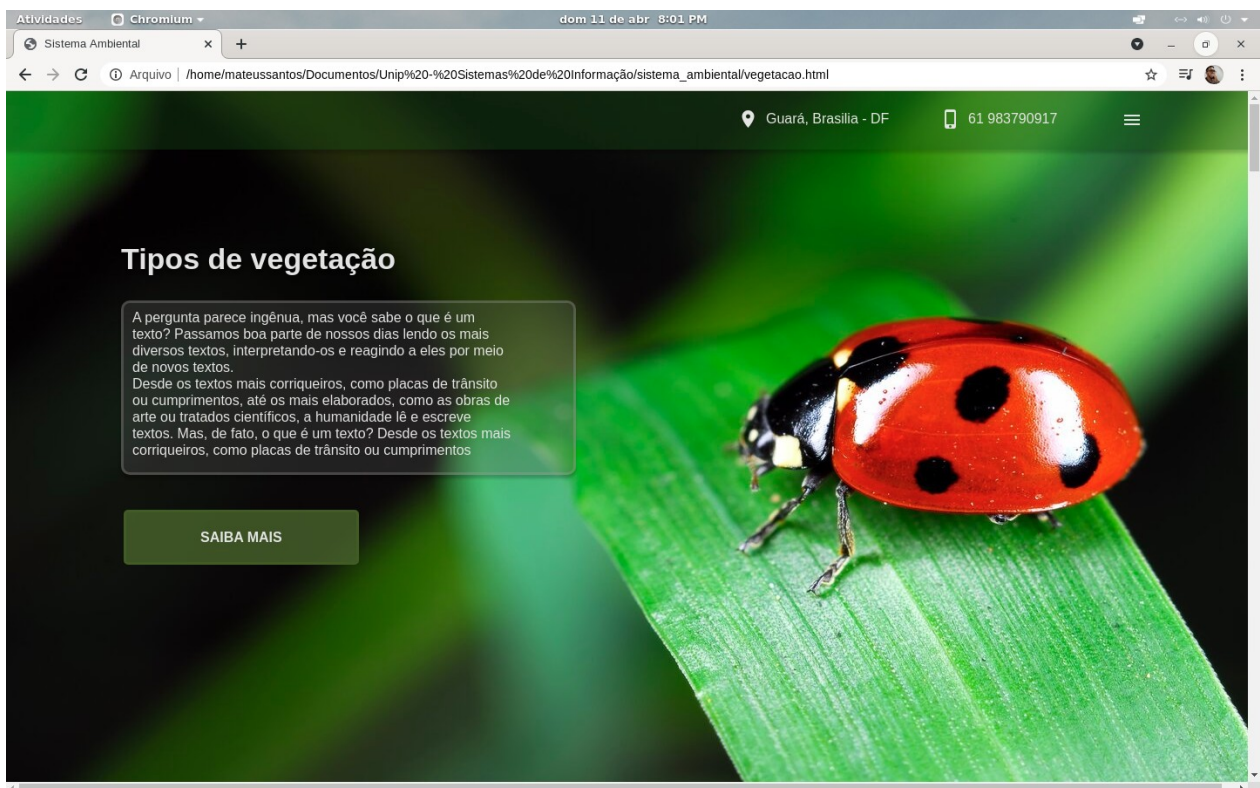 Atividades Chromium dom 11 de abr 8:01 PM
Sistema Ambiental
Arquivo /home/mateussantos/Documentos/Unip%20-%20Sistemas%20de%20Informação/sistema_ambiental/vegetacao.html
Guará, Brasilia - DF 61 983790917
Tipos de vegetação
A pergunta parece ingênua, mas você sabe o que é um
texto? Passamos boa parte de nossos dias lendo os mais
diversos textos, interpretando-os e reagindo a eles por meio
de novos textos.
Desde os textos mais corriqueiros, como placas de trânsito
ou cumprimentos, até os mais elaborados, como as obras de
arte ou tratados científicos, a humanidade lê e escreve
textos. Mas, de fato, o que é um texto? Desde os textos mais
corriqueiros, como placas de trânsito ou cumprimentos
SAIBA MAIS